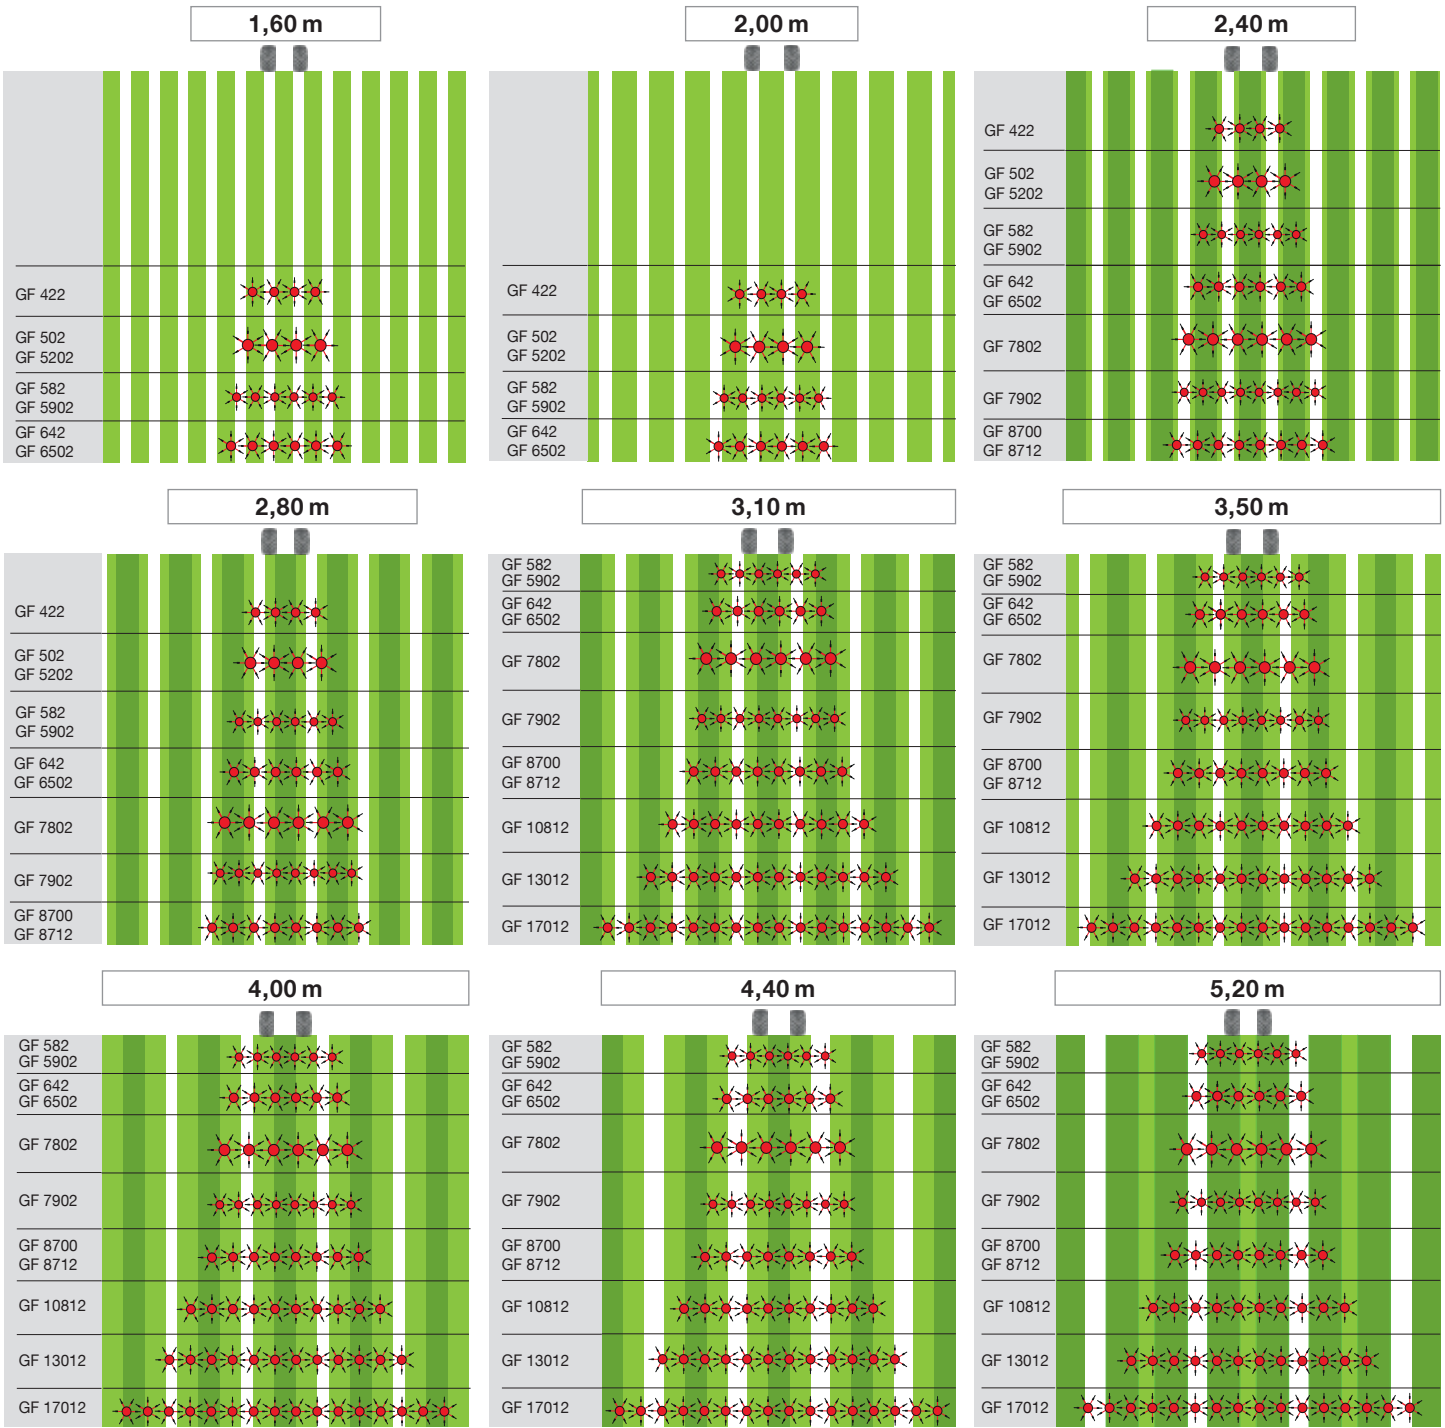 1,60 m
GF 422
GF 502
GF 5202
GF 582
GF 5902
GF 642
GF 6502
2,00 m
GF 422
GF 502
GF 5202
GF 582
GF 5902
GF 642
GF 6502
2,40 m
GF 422
GF 502
GF 5202
GF 582
GF 5902
GF 642
GF 6502
GF 7802
GF 7902
GF 8700
GF 8712
2,80 m
GF 422
GF 502
GF 5202
GF 582
GF 5902
GF 642
GF 6502
GF 7802
GF 7902
GF 8700
GF 8712
3,10 m
GF 582
GF 5902
GF 642
GF 6502
GF 7802
GF 7902
GF 8700
GF 8712
GF 10812
GF 13012
GF 17012
3,50 m
GF 582
GF 5902
GF 642
GF 6502
GF 7802
GF 7902
GF 8700
GF 8712
GF 10812
GF 13012
GF 17012
4,00 m
GF 582
GF 5902
GF 642
GF 6502
GF 7802
GF 7902
GF 8700
GF 8712
GF 10812
GF 13012
GF 17012
4,40 m
GF 582
GF 5902
GF 642
GF 6502
GF 7802
GF 7902
GF 8700
GF 8712
GF 10812
GF 13012
GF 17012
5,20 m
GF 582
GF 5902
GF 642
GF 6502
GF 7802
GF 7902
GF 8700
GF 8712
GF 10812
GF 13012
GF 17012